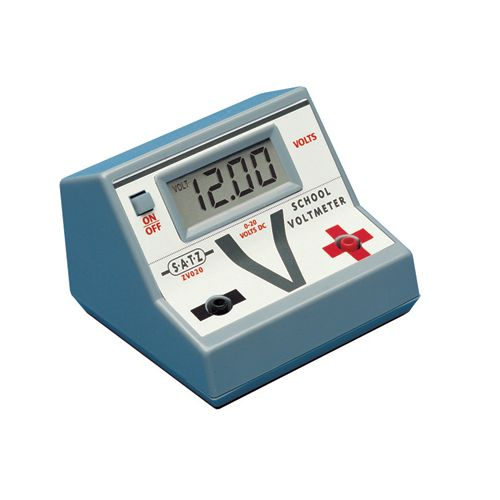 VOLTS
VOLT
12.00
ON
OFF
SCHOOL
VOLTMETER
0-20
VOLTS DC
S·A·T·Z
ZV020
V